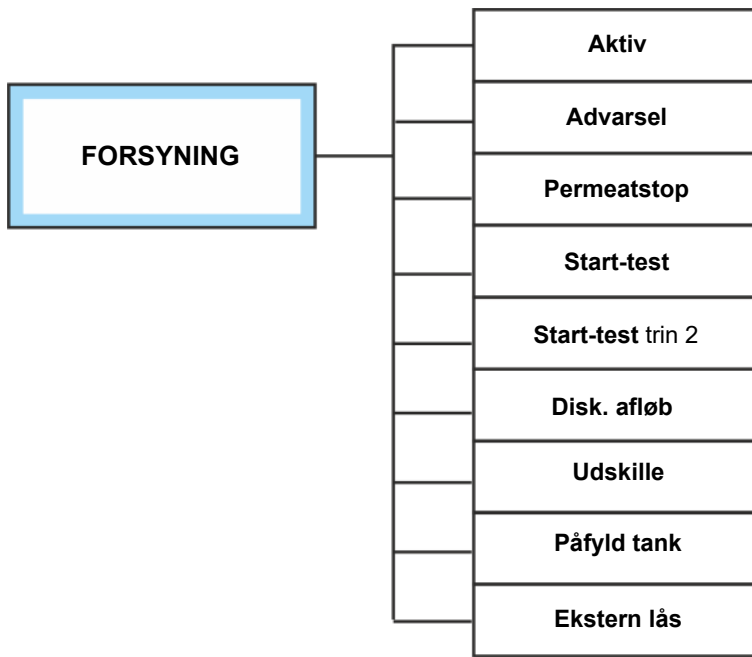 FORSYNING
Aktiv
Advarsel
Permeatstop
Start-test
Start-test trin 2
Disk. afløb
Udskille
Påfyld tank
Ekstern lås